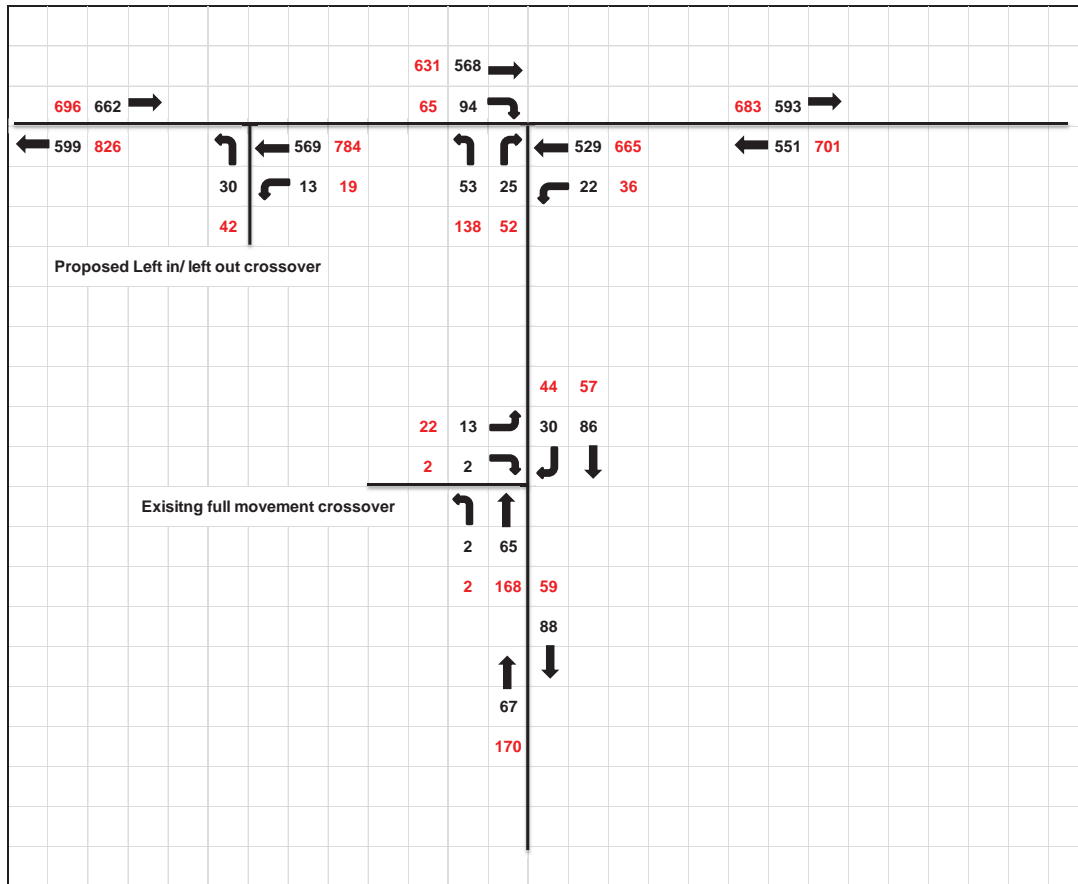 631 568
696 662 65 94 683 593
599 826 569 784 529 665 551 701
30 13 19 53 25 22 36
42 138 52
Proposed Left in/ left out crossover
44 57
22 13 30 86
2 2
Exisitng full movement crossover
2 65
2 168 59
88
67
170